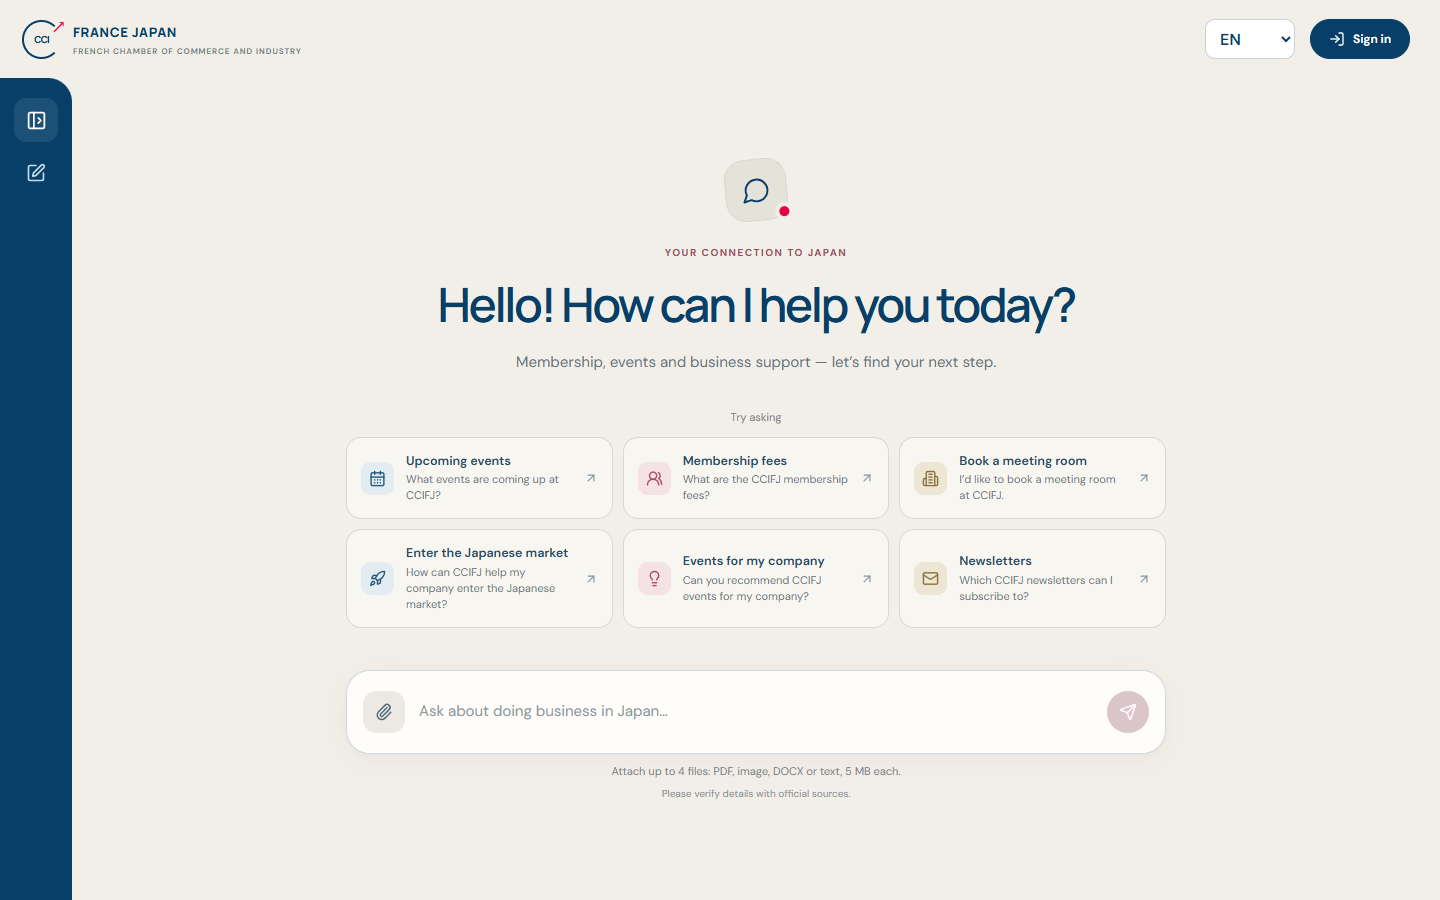 CCI
FRANCE JAPAN
FRENCH CHAMBER OF COMMERCE AND INDUSTRY
EN
Sign in
YOUR CONNECTION TO JAPAN
Hello! How can I help you today?
Membership, events and business support — let’s find your next step.
Try asking
Upcoming events
What events are coming up at
CCIFJ?
Membership fees
What are the CCIFJ membership
fees?
Book a meeting room
I’d like to book a meeting room
at CCIFJ.
Enter the Japanese market
How can CCIFJ help my
company enter the Japanese
market?
Events for my company
Can you recommend CCIFJ
events for my company?
Newsletters
Which CCIFJ newsletters can I
subscribe to?
Ask about doing business in Japan…
Attach up to 4 files: PDF, image, DOCX or text, 5 MB each.
Please verify details with official sources.